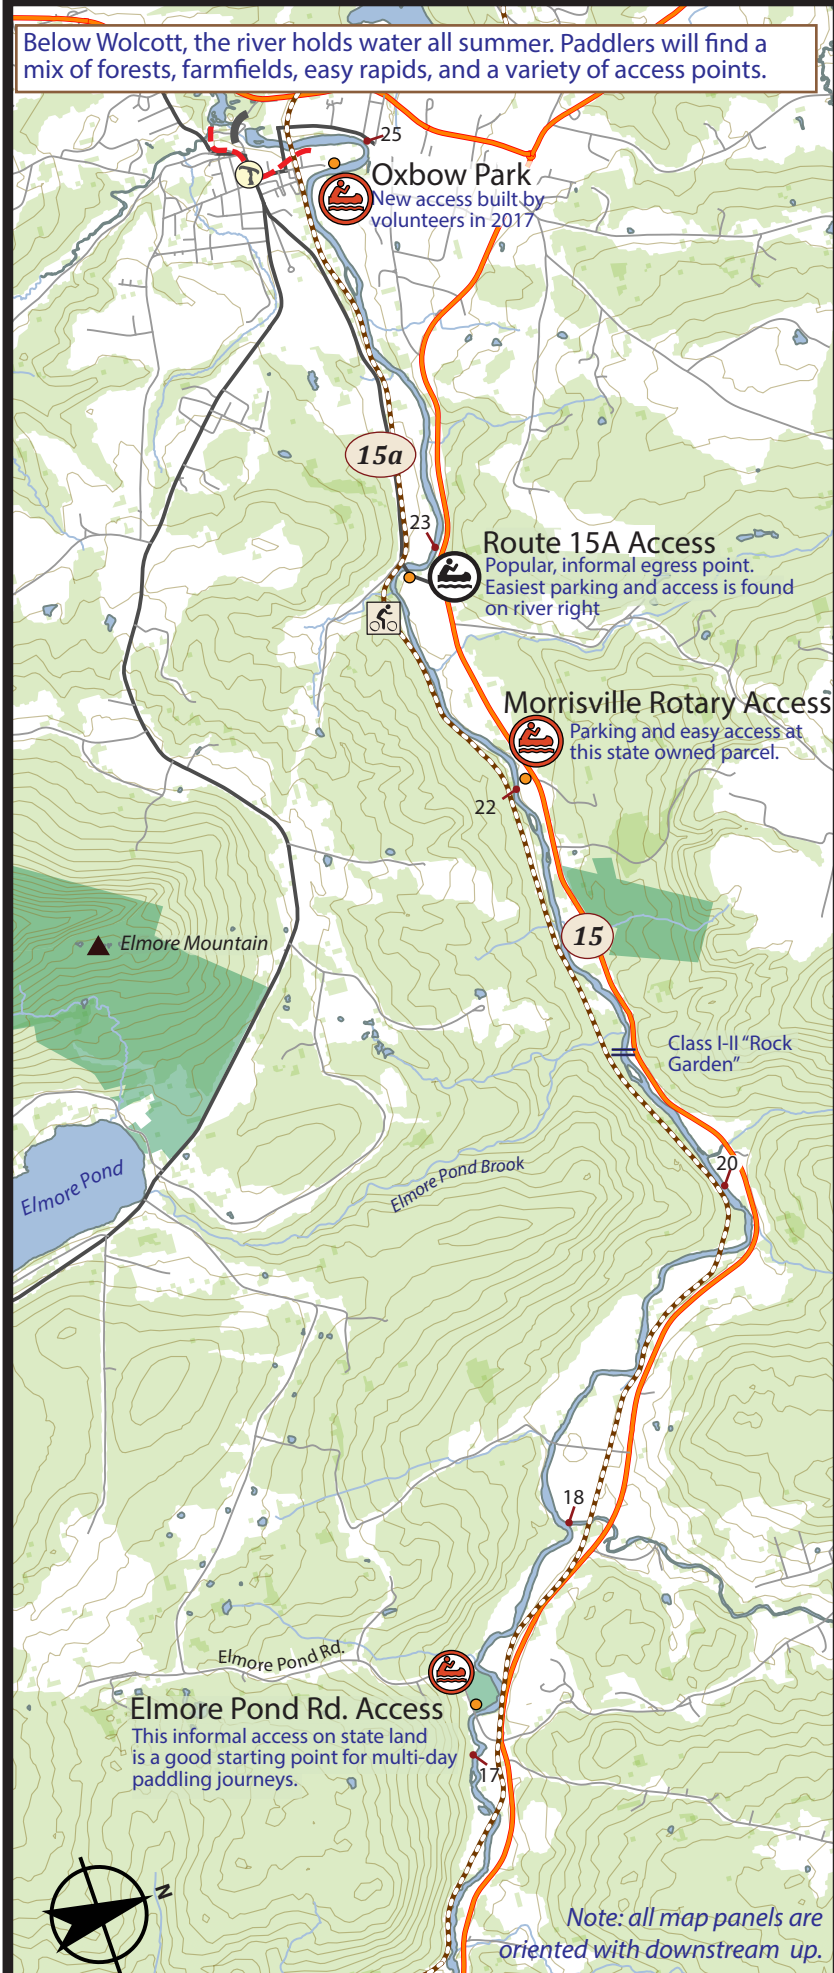 Below Wolcott, the river holds water all summer. Paddlers will find a
mix of forests, farmfields, easy rapids, and a variety of access points.
25
Oxbow Park
New access built by
volunteers in 2017
15a
23
Route 15A Access
Popular, informal egress point.
Easiest parking and access is found
on river right
Morrisville Rotary Access
Parking and easy access at
this state owned parcel.
22
15
Elmore Mountain
Class I-II “Rock
Garden”
20
Elmore Pond
Elmore Pond Brook
18
Elmore Pond Rd.
Elmore Pond Rd. Access
This informal access on state land
is a good starting point for multi-day
paddling journeys.
17
N
Note: all map panels are
oriented with downstream up.